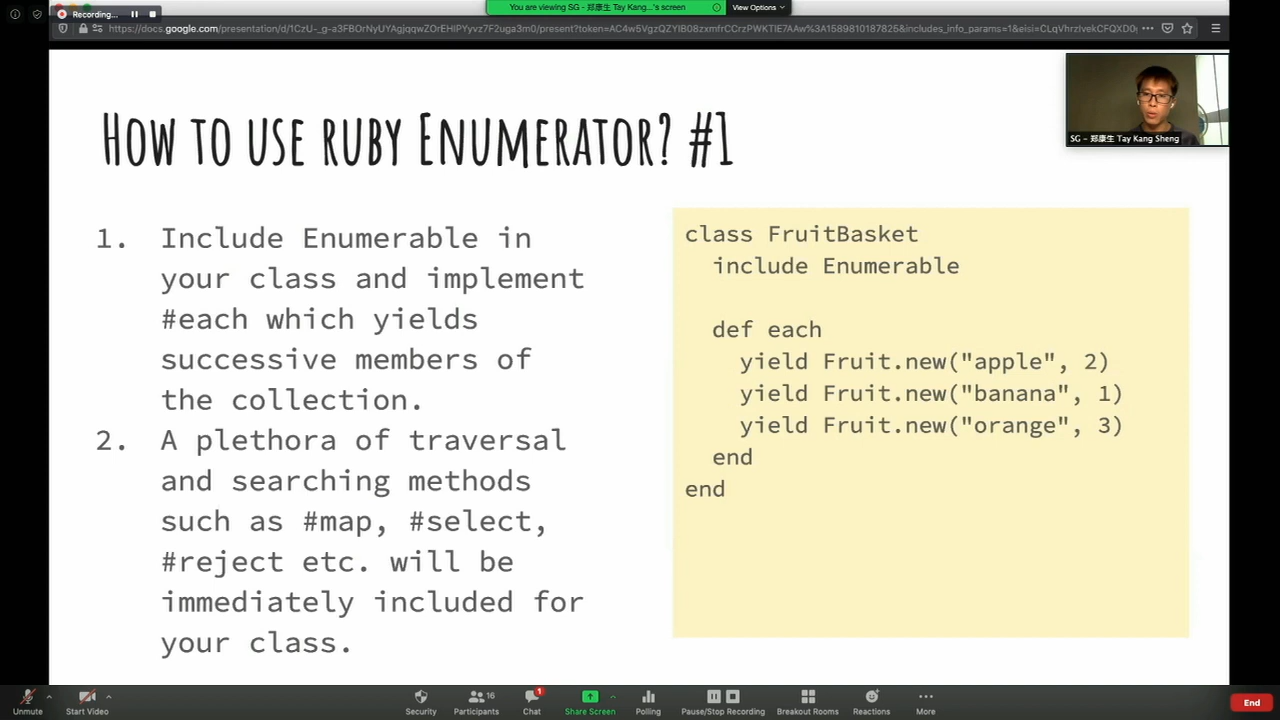 Recording...
You are viewing SG - 郑康生 Tay Kang...'s screen
View Options
SG - 郑康生 Tay Kang Sheng
How to use ruby Enumerator? #1
1. Include Enumerable in
your class and implement
#each which yields
successive members of
the collection.
2. A plethora of traversal
and searching methods
such as #map, #select,
#reject etc. will be
immediately included for
your class.
class FruitBasket
include Enumerable
def each
yield Fruit.new("apple", 2)
yield Fruit.new("banana", 1)
yield Fruit.new("orange", 3)
end
end
Unmute
Start Video
Security
16
Participants
1
Chat
Share Screen
Polling
Pause/Stop Recording
Breakout Rooms
Reactions
More
End